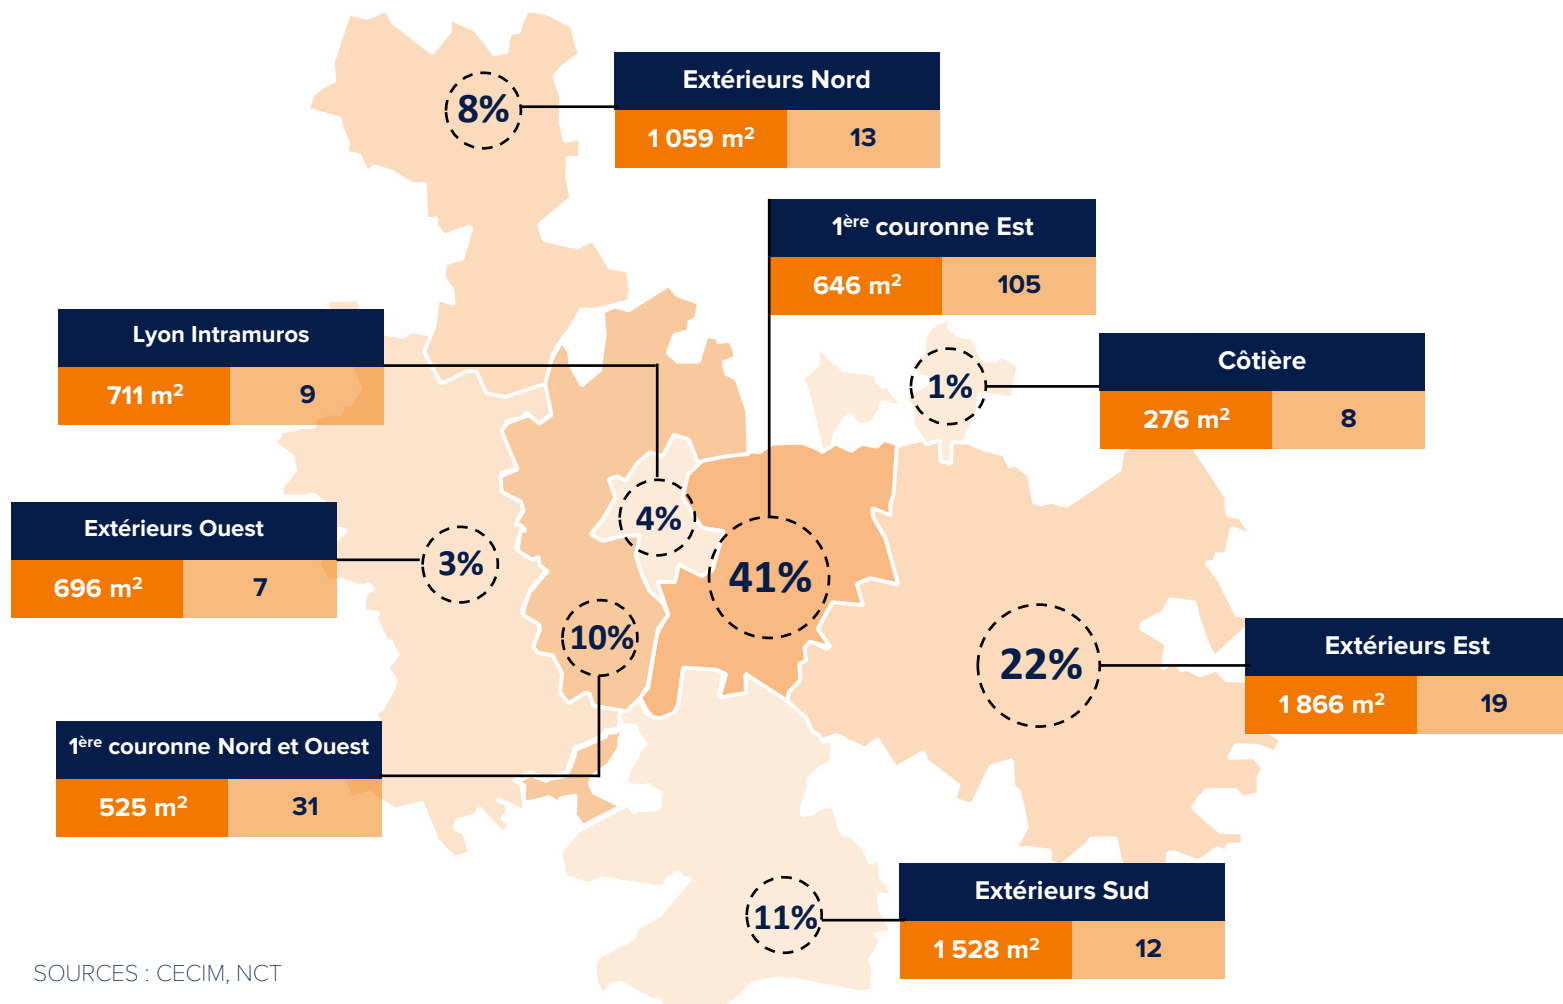 Extérieurs Nord
8%
1 059 m² 13
1ère couronne Est
646 m² 105
Lyon Intramuros
711 m² 9
Côtière
1%
276 m² 8
Extérieurs Ouest
4%
3%
696 m² 7
41%
10%
Extérieurs Est
22%
1 866 m² 19
1ère couronne Nord et Ouest
525 m² 31
Extérieurs Sud
11%
1 528 m² 12
SOURCES : CECIM, NCT